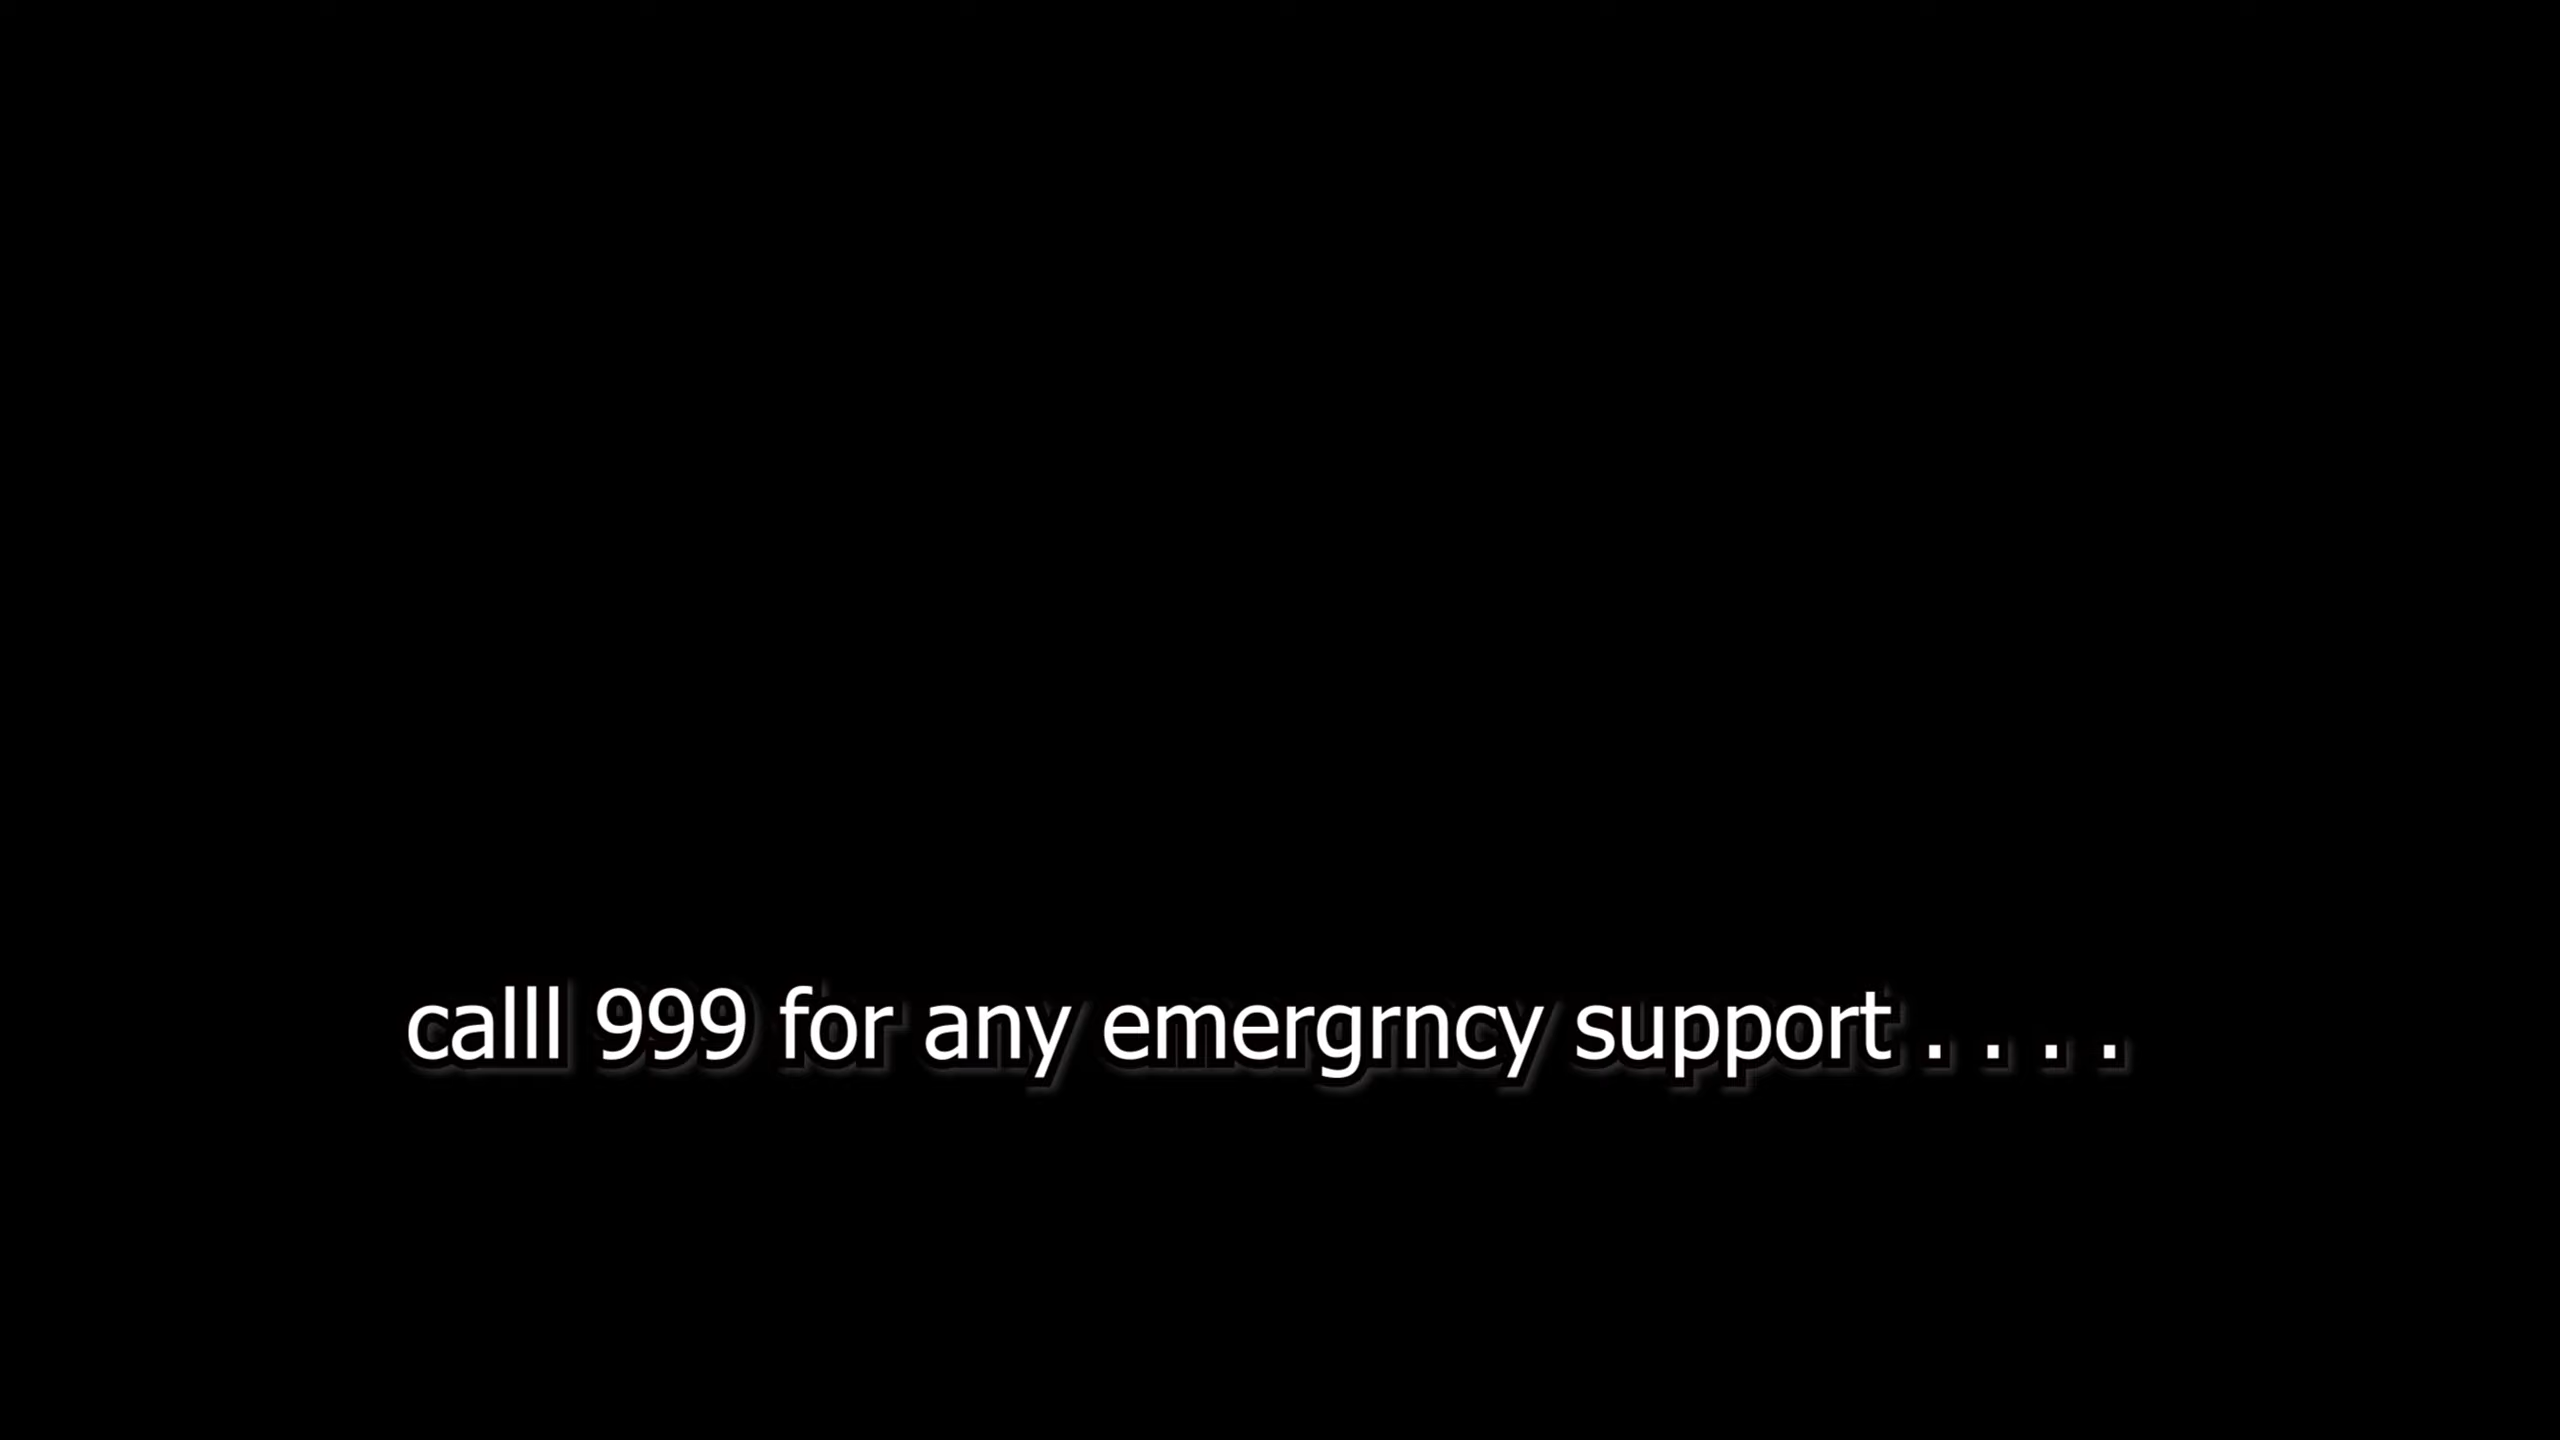 calll 999 for any emergrncy support . . . .